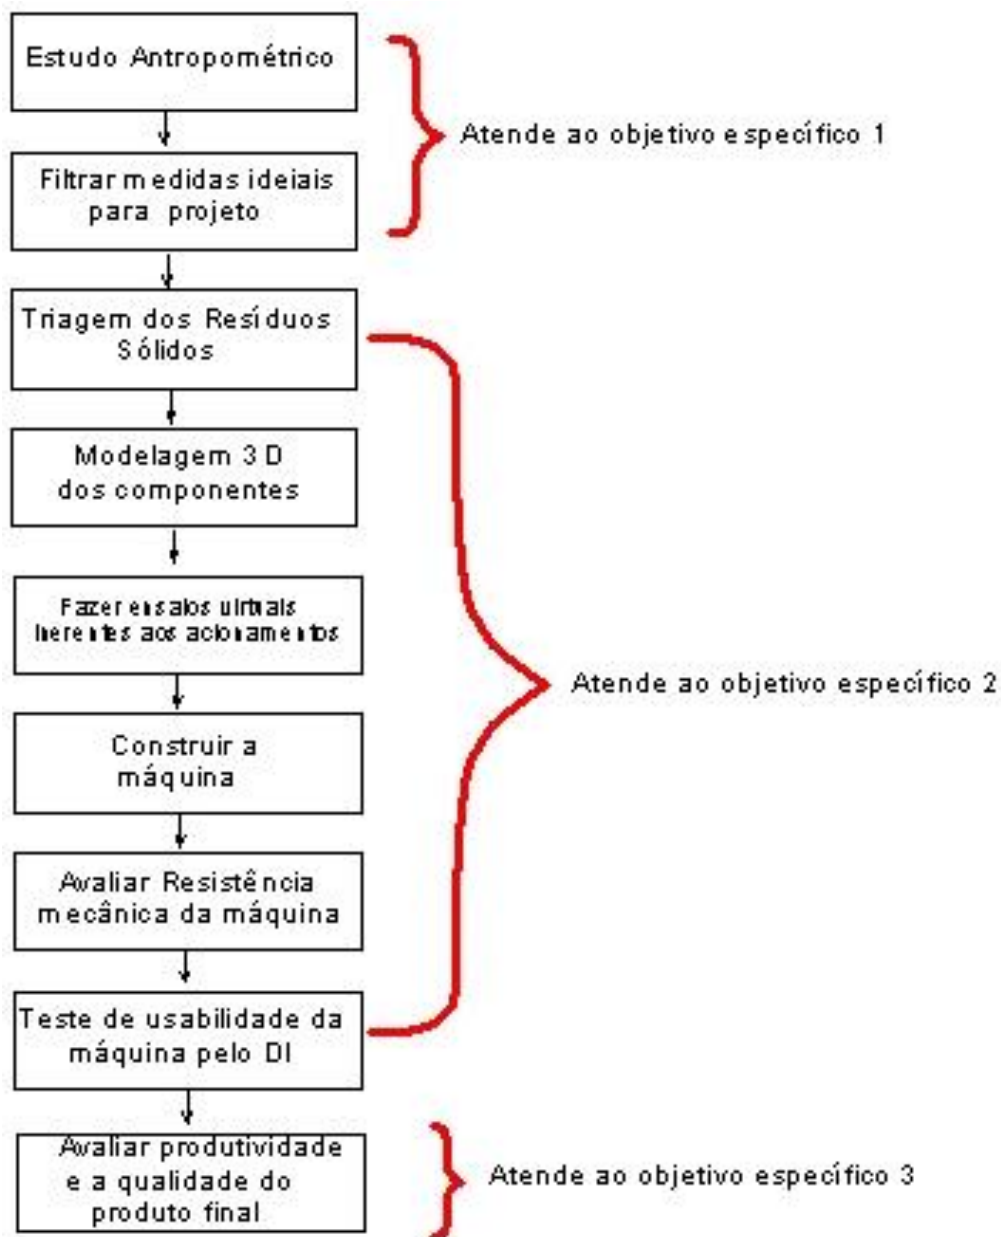 Estudo Antropométrico
Atende ao objetivo específico 1
Filtrar medidas ideiais
para projeto
Triagem dos Resíduos
Sólidos
Modelagem 3D
dos componentes
Fazer ensaios virtuais
inerentes aos acionamentos
Atende ao objetivo específico 2
Construir a
máquina
Avaliar Resistência
mecânica da máquina
Teste de usabilidade da
máquina pelo DI
Avaliar produtividade
e a qualidade do
produto final
Atende ao objetivo específico 3